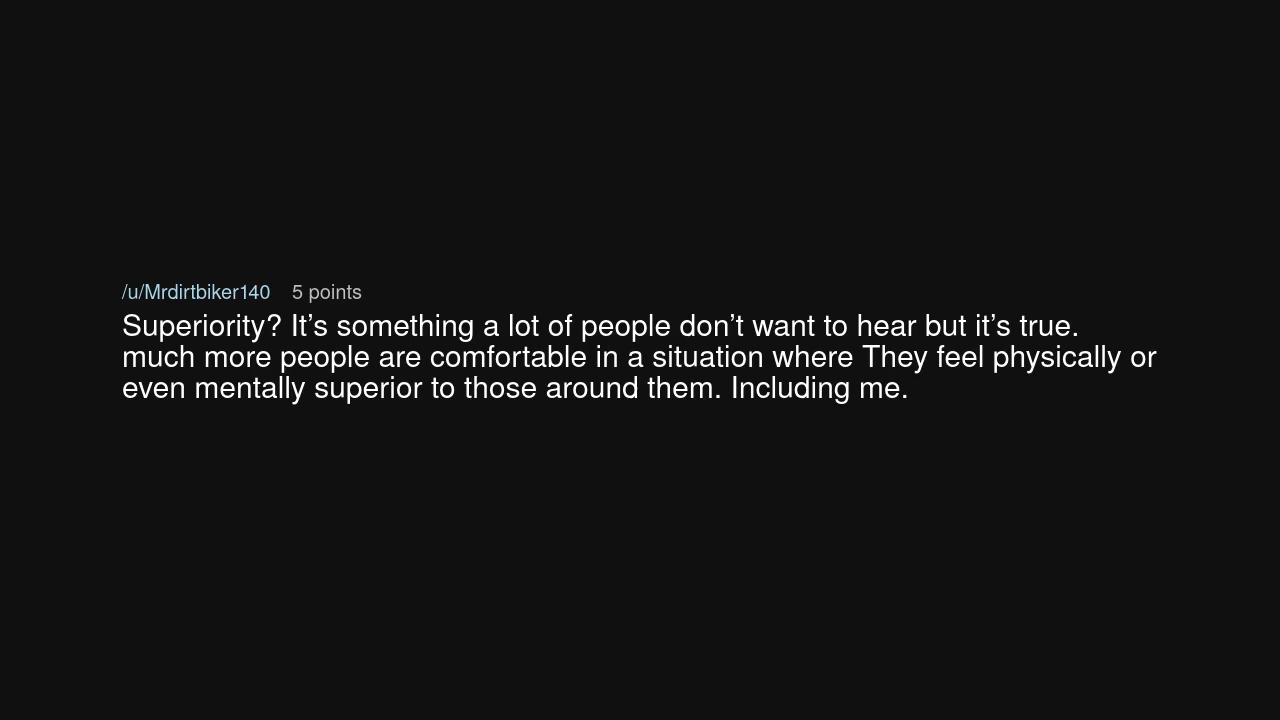 /u/Mrdirtbiker140 5 points
Superiority? It’s something a lot of people don’t want to hear but it’s true.
much more people are comfortable in a situation where They feel physically or
even mentally superior to those around them. Including me.